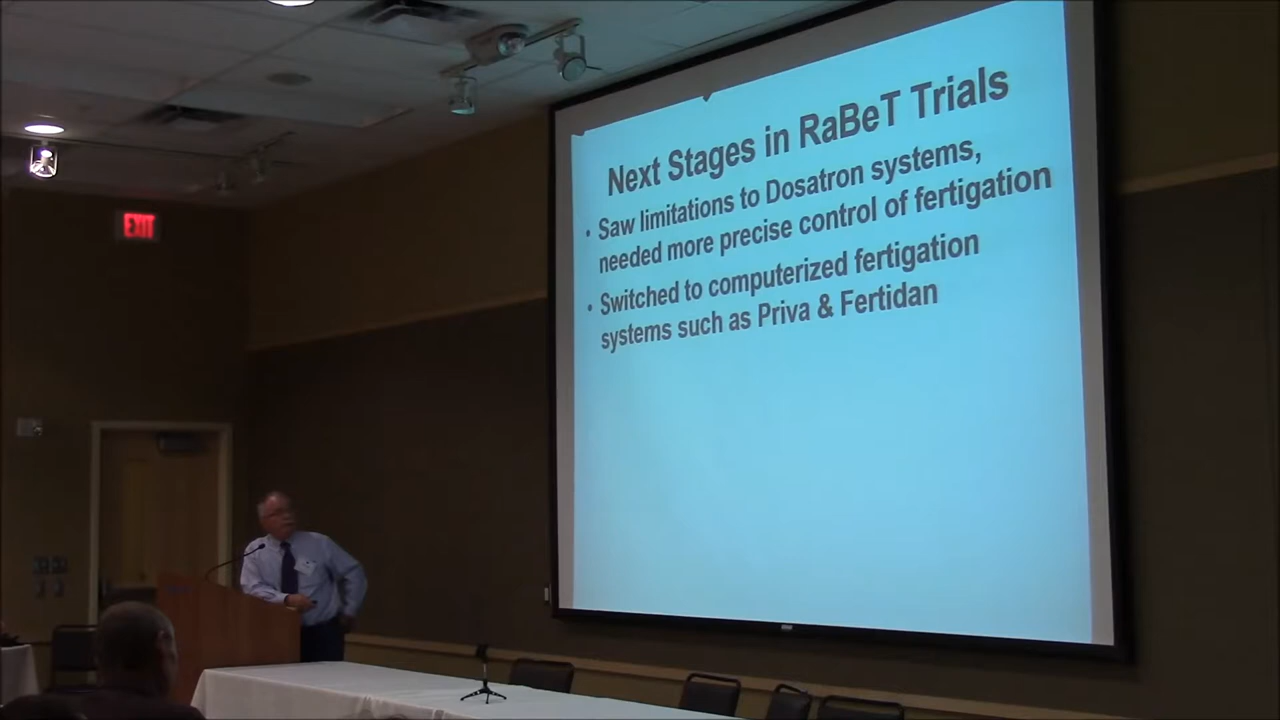 Next Stages in RaBeT Trials
• Saw limitations to Dosatron systems,
needed more precise control of fertigation
• Switched to computerized fertigation
systems such as Priva & Fertidan
EXIT